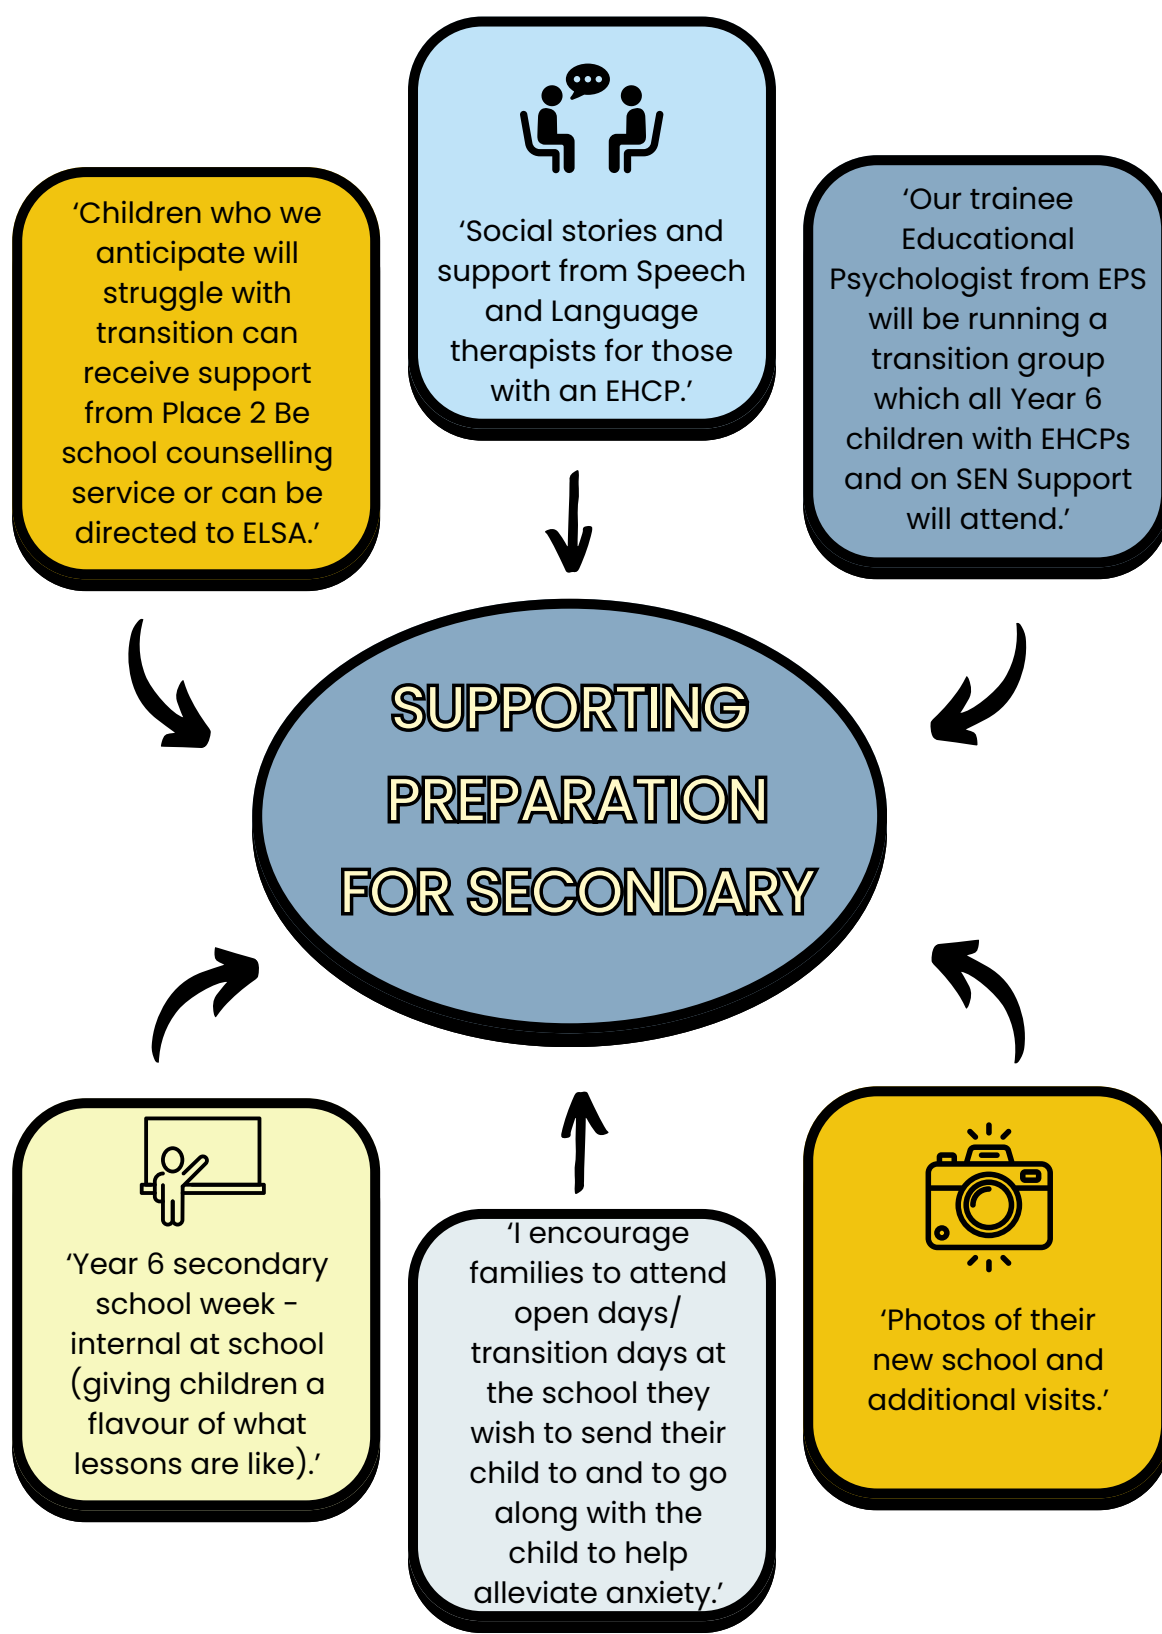 ‘Children who we
anticipate will
struggle with
transition can
receive support
from Place 2 Be
school counselling
service or can be
directed to ELSA.’
‘Social stories and
support from Speech
and Language
therapists for those
with an EHCP.’
‘Our trainee
Educational
Psychologist from EPS
will be running a
transition group
which all Year 6
children with EHCPs
and on SEN Support
will attend.’
SUPPORTING
PREPARATION
FOR SECONDARY
‘Year 6 secondary
school week -
internal at school
(giving children a
flavour of what
lessons are like).’
‘I encourage
families to attend
open days/
transition days at
the school they
wish to send their
child to and to go
along with the
child to help
alleviate anxiety.’
‘Photos of their
new school and
additional visits.’